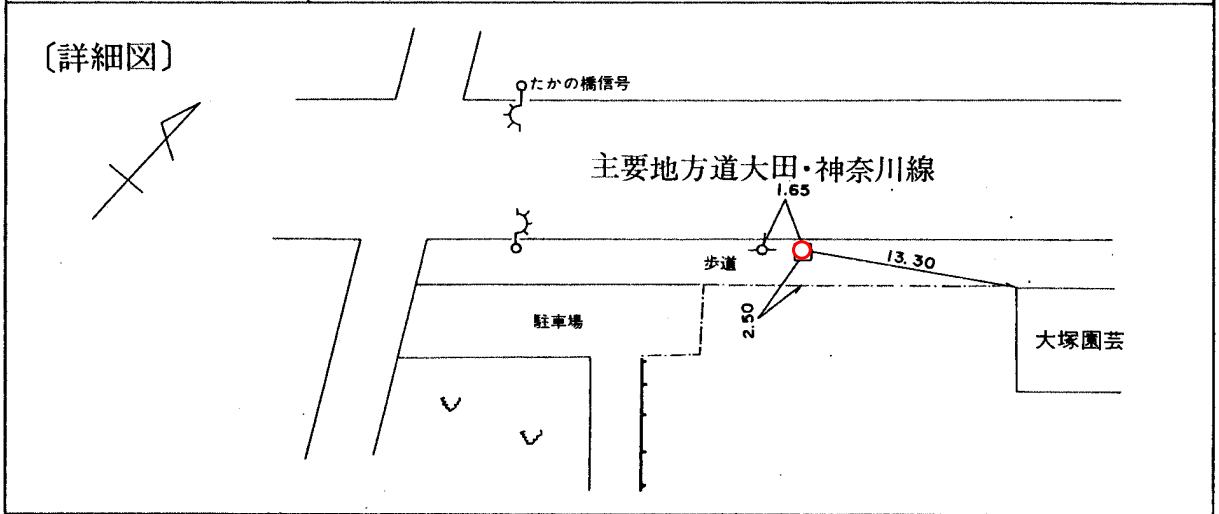 〔詳細図〕
たかの橋信号
主要地方道大田・神奈川線
1.65
歩道
13.30
2.50
駐車場
大塚園芸